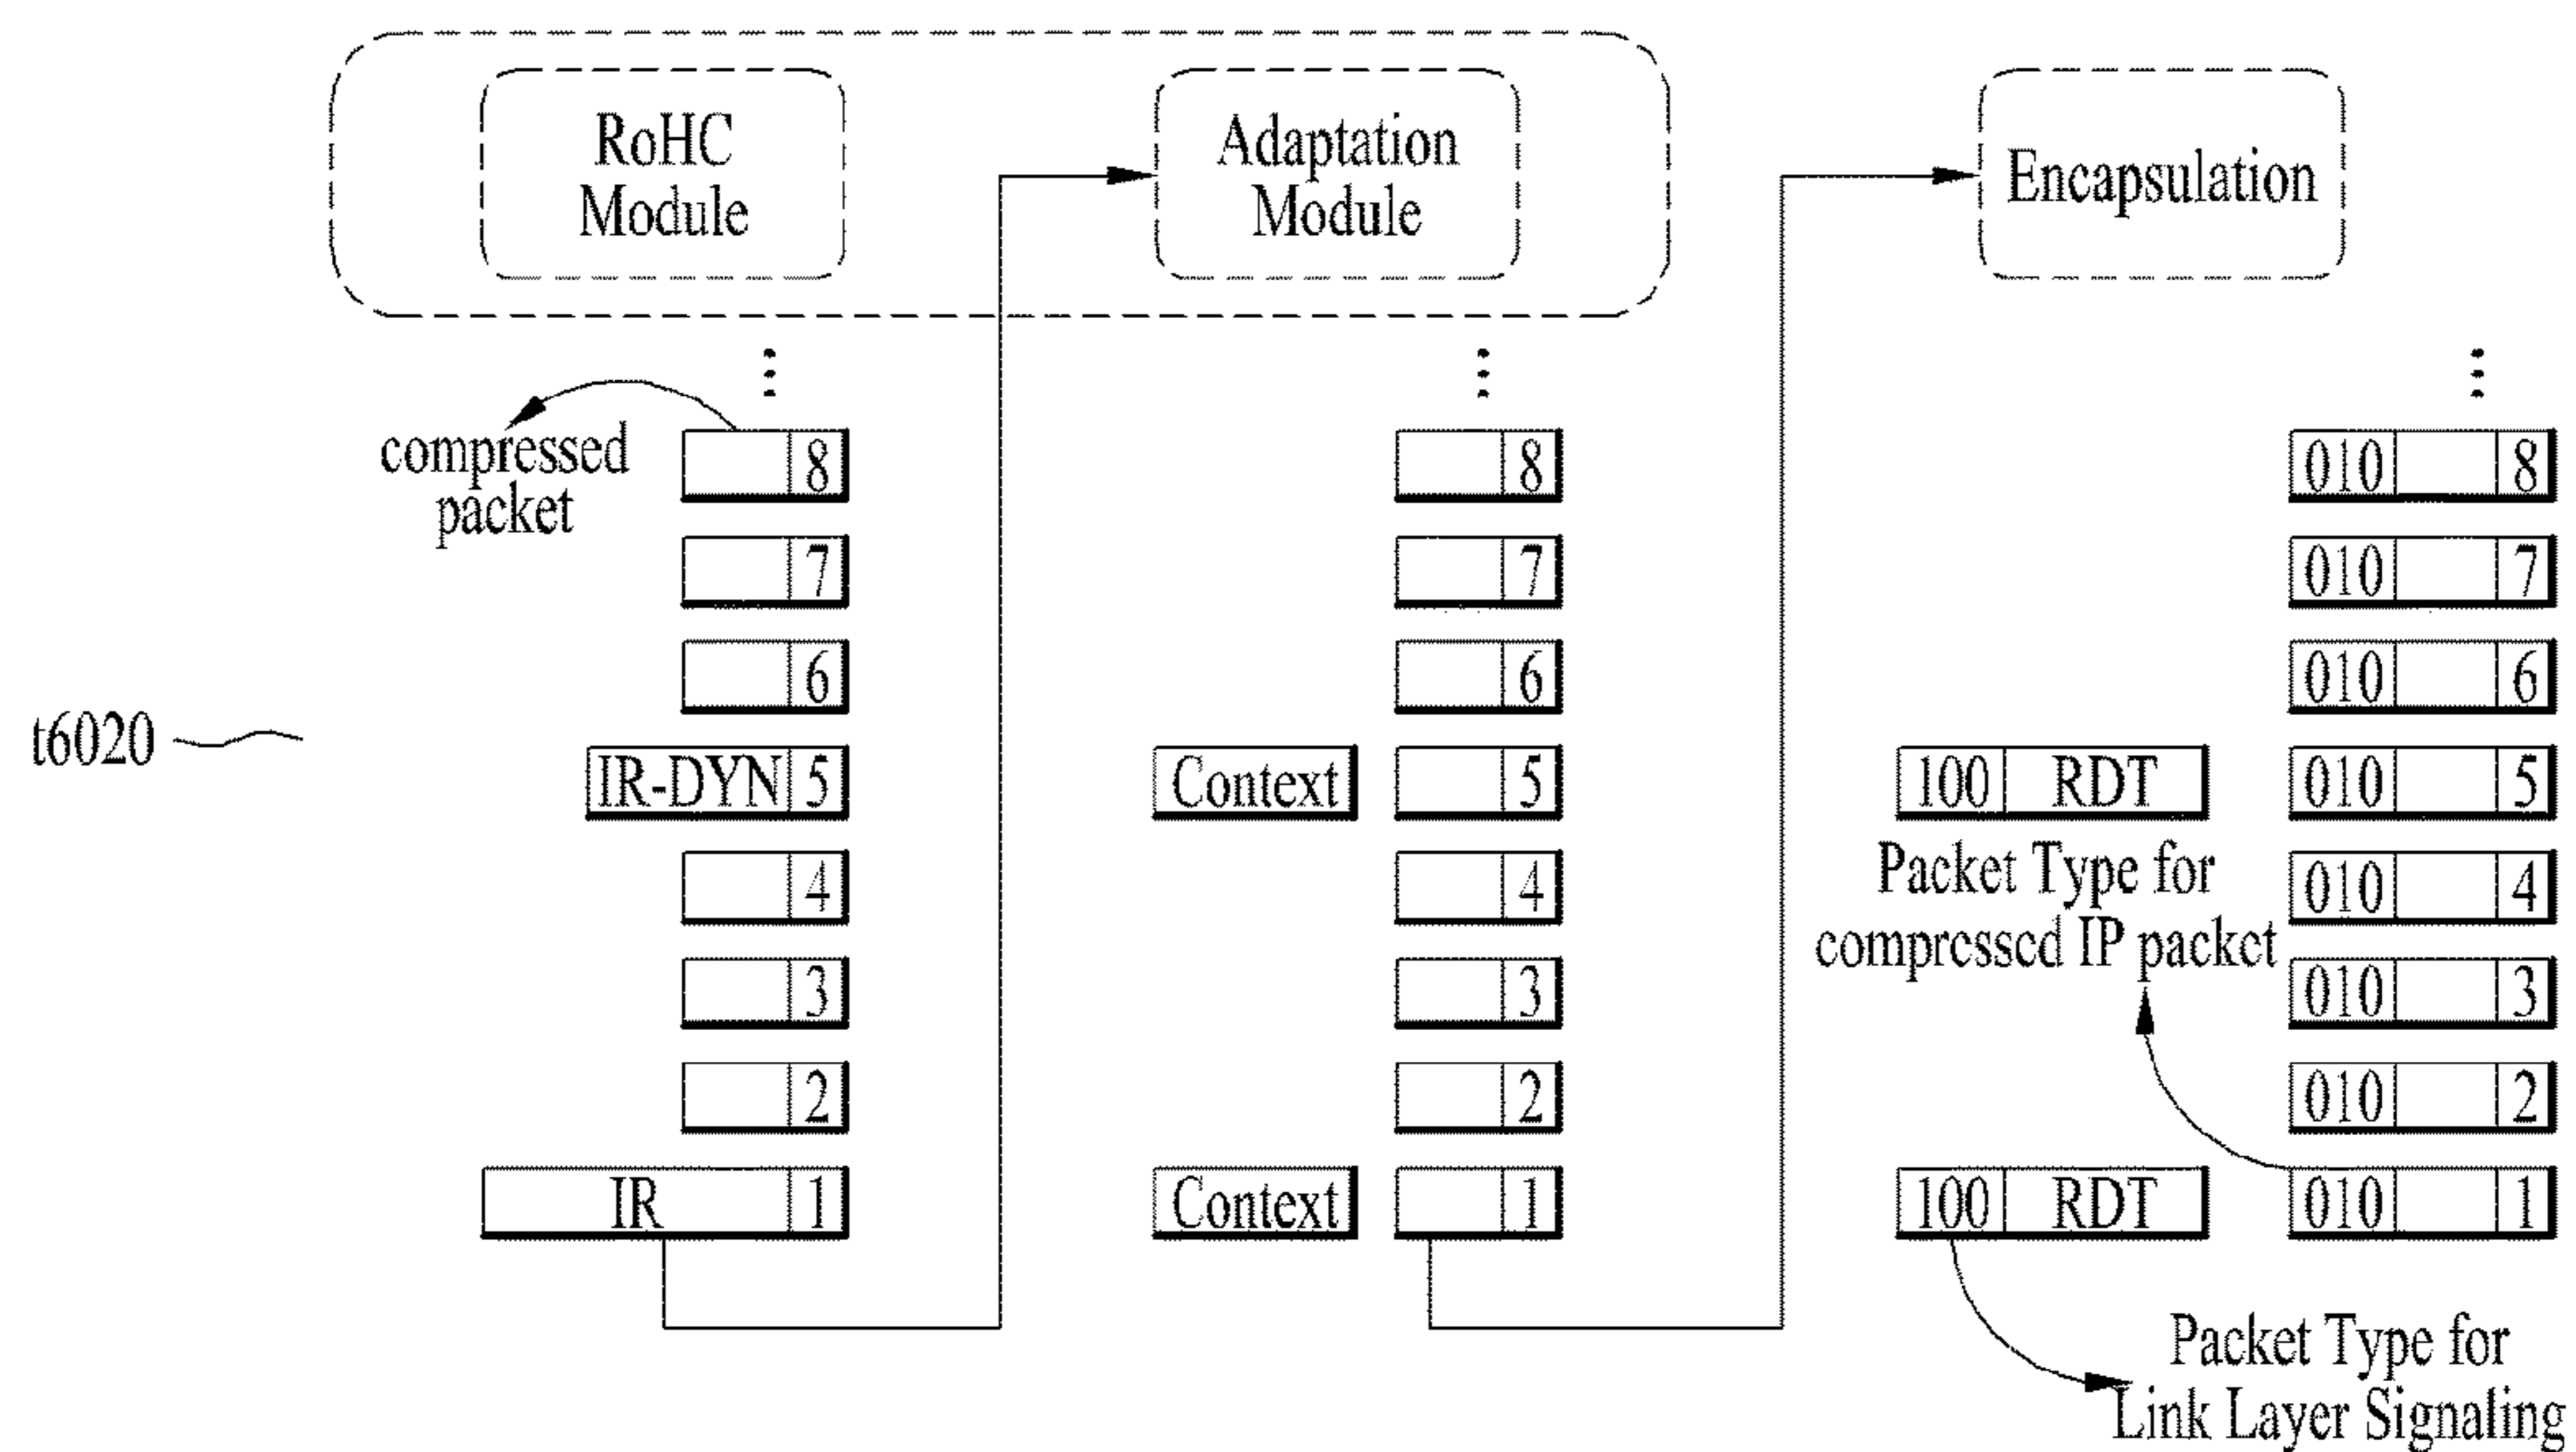 RoHC
Module
Adaptation
Module
Encapsulation
compressed
packet
8
8
010 8
7
7
010 7
6
6
010 6
t6020
IR-DYN 5
Context 5
100 RDT 010 5
4
4
010 4
Packet Type for
compressed IP packet
3
3
010 3
2
2
010 2
IR 1
Context 1
100 RDT 010 1
Packet Type for
Link Layer Signaling